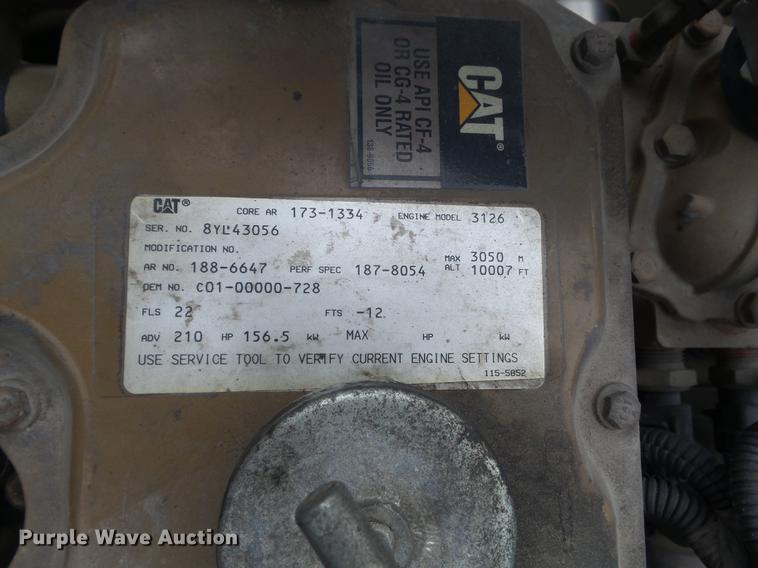 CAT®
USE API CF-4
OR CG-4 RATED
OIL ONLY
138-8066
CAT® CORE AR 173-1334 ENGINE MODEL 3126
SER. NO. 8YL43056
MODIFICATION NO.
AR NO. 188-6647 PERF SPEC 187-8054 MAX ALT 3050 M 10007 FT
OEM NO. C01-00000-728
FLS 22 FTS -12
ADV 210 HP 156.5 kW MAX HP kW
USE SERVICE TOOL TO VERIFY CURRENT ENGINE SETTINGS
115-5852
Purple Wave Auction